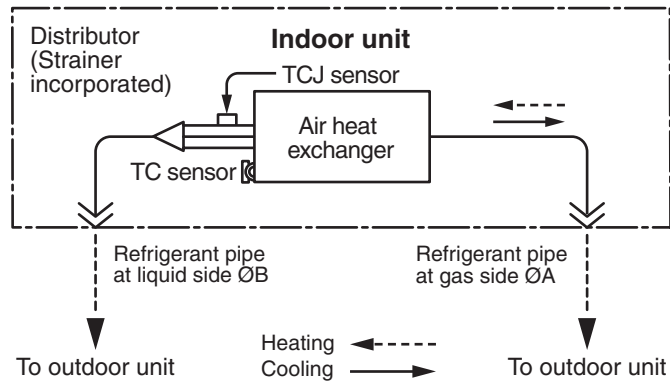 Distributor
(Strainer
incorporated)
Indoor unit
TCJ sensor
Air heat
exchanger
TC sensor
Refrigerant pipe
at liquid side ØB
Refrigerant pipe
at gas side ØA
Heating
Cooling
To outdoor unit
To outdoor unit